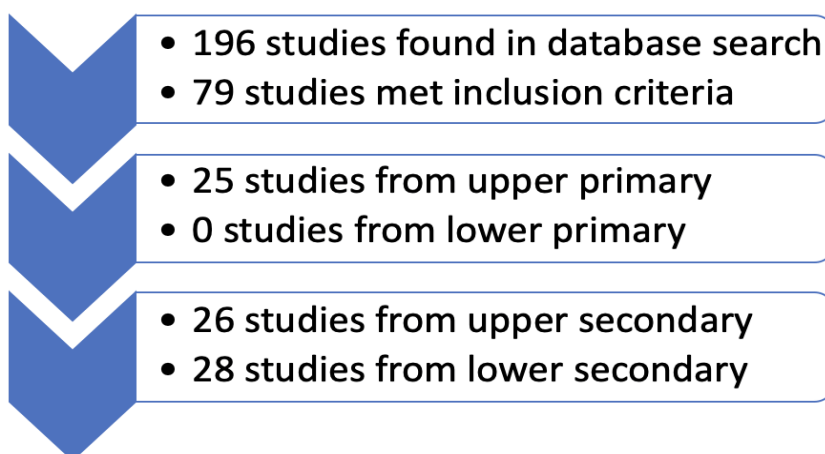 • 196 studies found in database search
• 79 studies met inclusion criteria
• 25 studies from upper primary
• 0 studies from lower primary
• 26 studies from upper secondary
• 28 studies from lower secondary